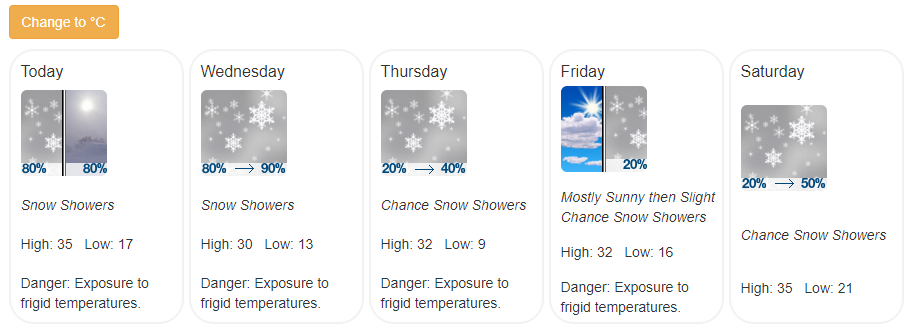 Change to °C
Today
80% 80%
Snow Showers
High: 35 Low: 17
Danger: Exposure to
frigid temperatures.
Wednesday
80% → 90%
Snow Showers
High: 30 Low: 13
Danger: Exposure to
frigid temperatures.
Thursday
20% → 40%
Chance Snow Showers
High: 32 Low: 9
Danger: Exposure to
frigid temperatures.
Friday
20%
Mostly Sunny then Slight
Chance Snow Showers
High: 32 Low: 16
Danger: Exposure to
frigid temperatures.
Saturday
20% → 50%
Chance Snow Showers
High: 35 Low: 21